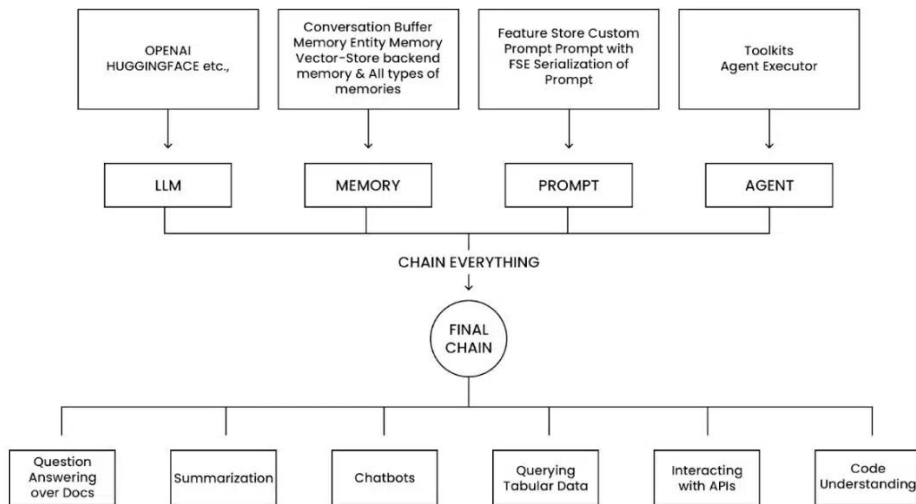 OPENAI
HUGGINGFACE etc.,
Conversation Buffer
Memory Entity Memory
Vector-Store backend
memory & All types of
memories
Feature Store Custom
Prompt Prompt with
FSE Serialization of
Prompt
Toolkits
Agent Executor
LLM
MEMORY
PROMPT
AGENT
CHAIN EVERYTHING
FINAL
CHAIN
Question
Answering
over Docs
Summarization
Chatbots
Querying
Tabular Data
Interacting
with APIs
Code
Understanding